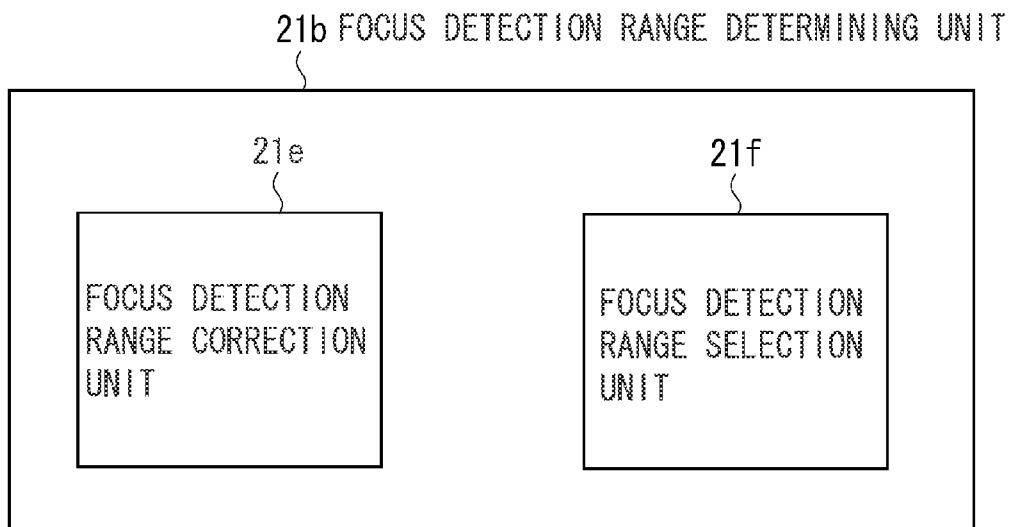 21b FOCUS DETECTION RANGE DETERMINING UNIT
21e
FOCUS DETECTION
RANGE CORRECTION
UNIT
21f
FOCUS DETECTION
RANGE SELECTION
UNIT